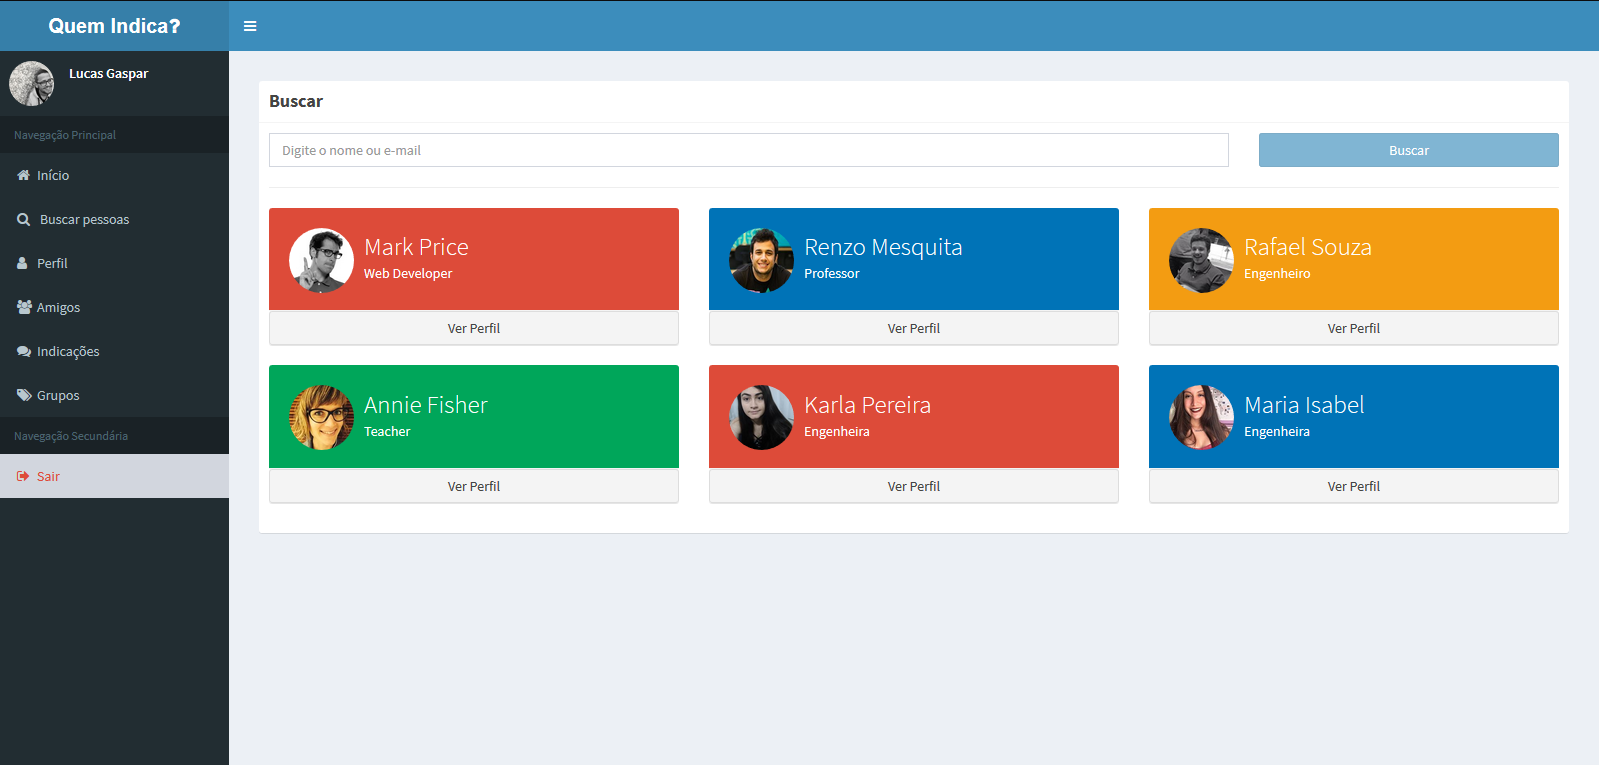 Quem Indica?
Lucas Gaspar
Navegação Principal
Início
Buscar pessoas
Perfil
Amigos
Indicações
Grupos
Navegação Secundária
Sair
Buscar
Digite o nome ou e-mail
Buscar
Mark Price
Web Developer
Ver Perfil
Renzo Mesquita
Professor
Ver Perfil
Rafael Souza
Engenheiro
Ver Perfil
Annie Fisher
Teacher
Ver Perfil
Karla Pereira
Engenheira
Ver Perfil
Maria Isabel
Engenheira
Ver Perfil